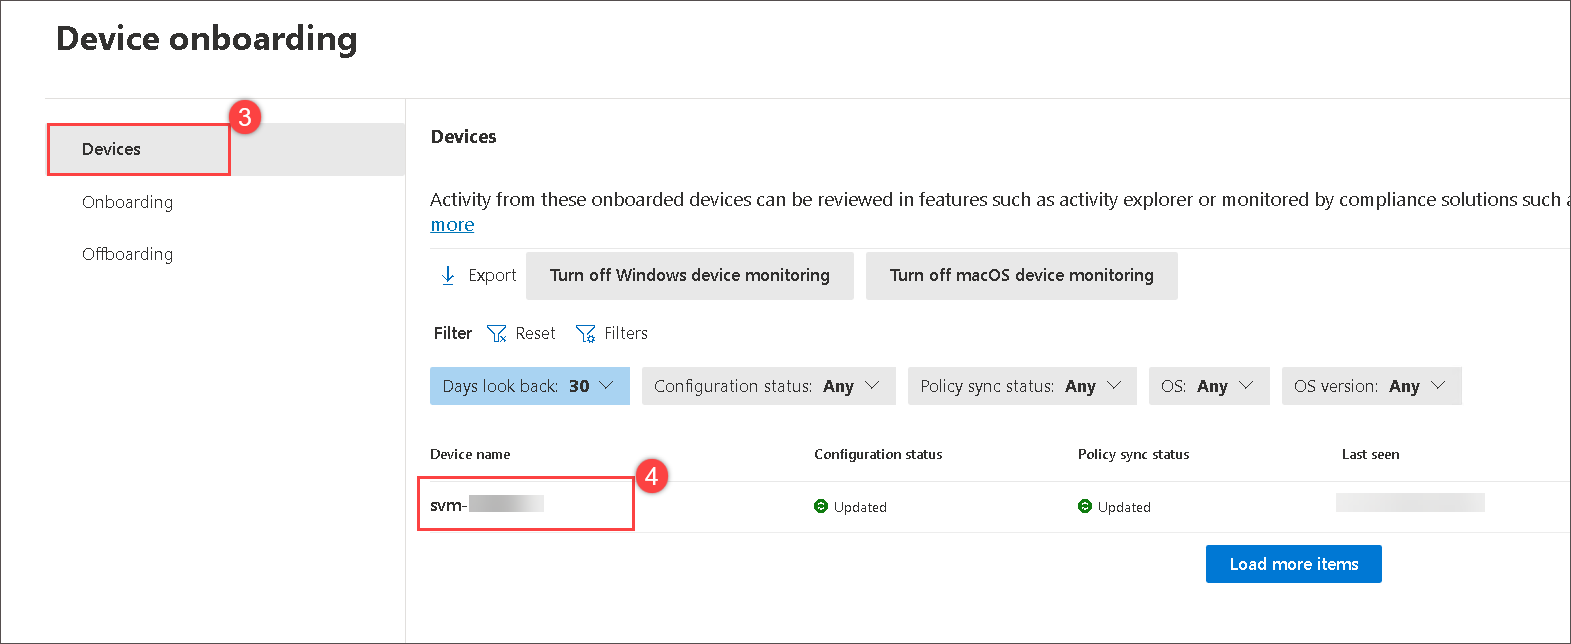 Device onboarding
3
Devices
Onboarding
Offboarding
Devices
Activity from these onboarded devices can be reviewed in features such as activity explorer or monitored by compliance solutions such
more
Export Turn off Windows device monitoring Turn off macOS device monitoring
Filter Reset Filters
Days look back: 30 Configuration status: Any Policy sync status: Any OS: Any OS version: Any
Device name Configuration status Policy sync status Last seen
4
svm- Updated Updated
Load more items